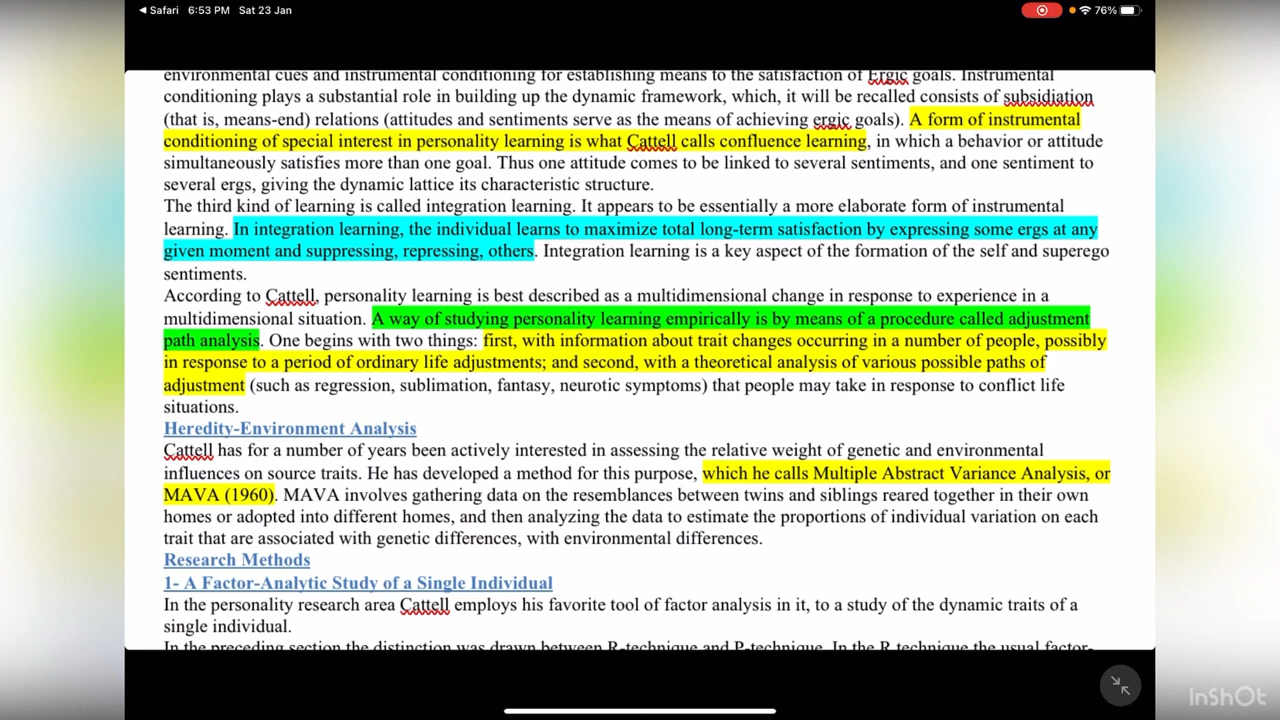 ◀ Safari 6:53 PM Sat 23 Jan 76%
environmental cues and instrumental conditioning for establishing means to the satisfaction of Ergic goals. Instrumental
conditioning plays a substantial role in building up the dynamic framework, which, it will be recalled consists of subsidiation
(that is, means-end) relations (attitudes and sentiments serve as the means of achieving ergic goals). A form of instrumental
conditioning of special interest in personality learning is what Cattell calls confluence learning, in which a behavior or attitude
simultaneously satisfies more than one goal. Thus one attitude comes to be linked to several sentiments, and one sentiment to
several ergs, giving the dynamic lattice its characteristic structure.
The third kind of learning is called integration learning. It appears to be essentially a more elaborate form of instrumental
learning. In integration learning, the individual learns to maximize total long-term satisfaction by expressing some ergs at any
given moment and suppressing, repressing, others. Integration learning is a key aspect of the formation of the self and superego
sentiments.
According to Cattell, personality learning is best described as a multidimensional change in response to experience in a
multidimensional situation. A way of studying personality learning empirically is by means of a procedure called adjustment
path analysis. One begins with two things: first, with information about trait changes occurring in a number of people, possibly
in response to a period of ordinary life adjustments; and second, with a theoretical analysis of various possible paths of
adjustment (such as regression, sublimation, fantasy, neurotic symptoms) that people may take in response to conflict life
situations.
Heredity-Environment Analysis
Cattell has for a number of years been actively interested in assessing the relative weight of genetic and environmental
influences on source traits. He has developed a method for this purpose, which he calls Multiple Abstract Variance Analysis, or
MAVA (1960). MAVA involves gathering data on the resemblances between twins and siblings reared together in their own
homes or adopted into different homes, and then analyzing the data to estimate the proportions of individual variation on each
trait that are associated with genetic differences, with environmental differences.
Research Methods
1- A Factor-Analytic Study of a Single Individual
In the personality research area Cattell employs his favorite tool of factor analysis in it, to a study of the dynamic traits of a
single individual.
In the preceding section the distinction was drawn between R-technique and P-technique. In the R technique the usual factor-
InShOt